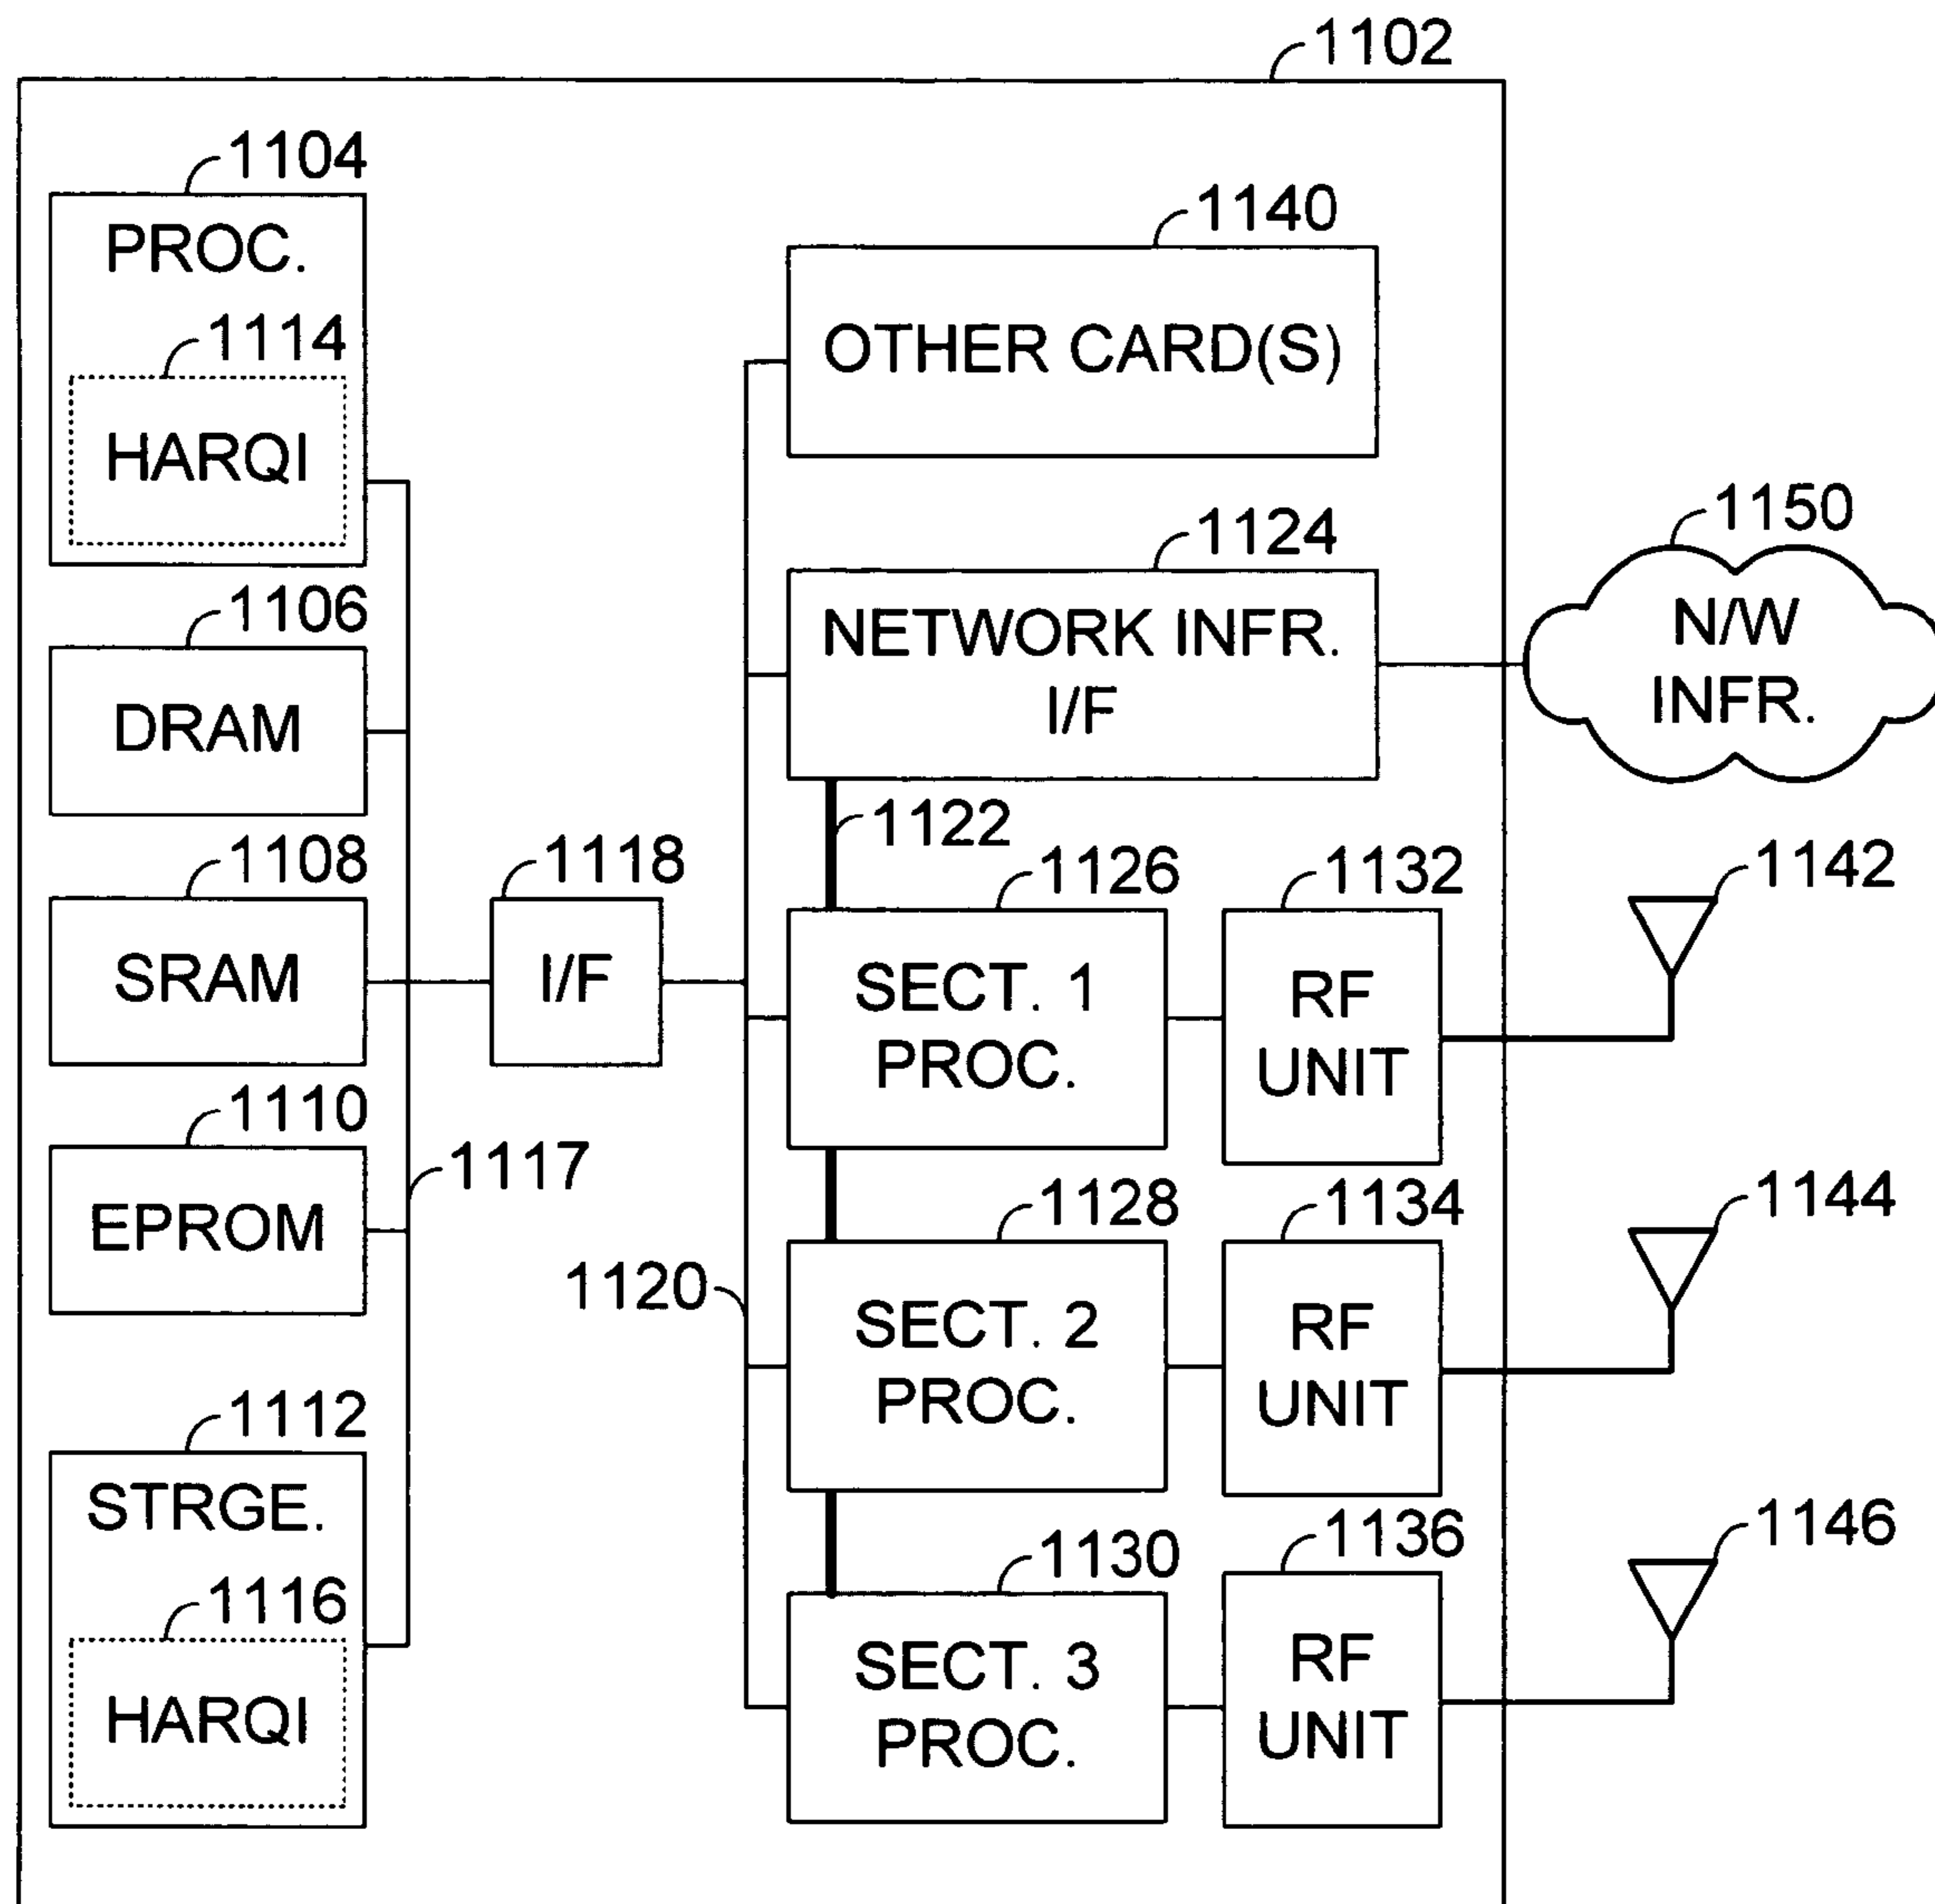 1102
1104
PROC.
1114
HARQI
1106
DRAM
1108
SRAM
1110
EPROM
1117
1112
STRGE.
1116
HARQI
1118
I/F
1120
1140
OTHER CARD(S)
1124
NETWORK INFR.
I/F
1122
1126
SECT. 1
PROC.
1132
RF
UNIT
1128
SECT. 2
PROC.
1134
RF
UNIT
1130
SECT. 3
PROC.
1136
RF
UNIT
1150
N/W
INFR.
1142
1144
1146